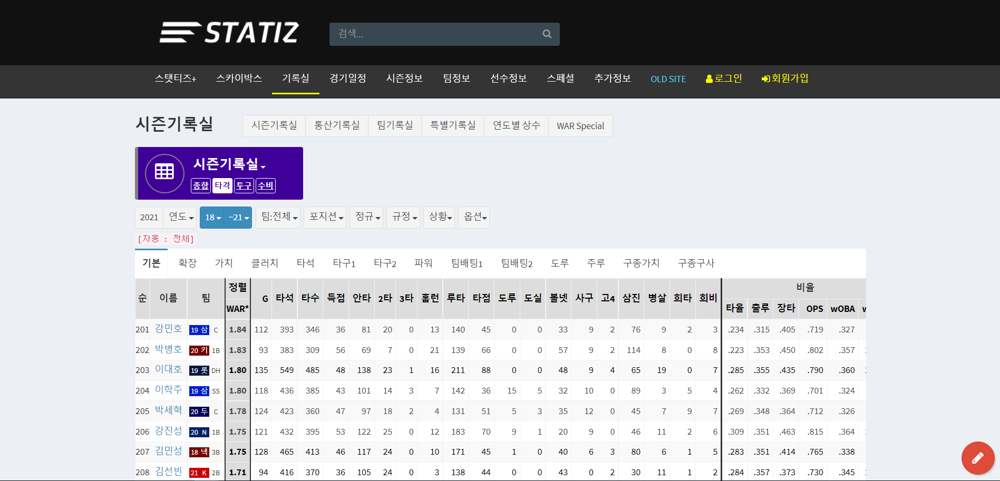 STATIZ
검색...
스탯티즈+ 스카이박스 기록실 경기일정 시즌정보 팀정보 선수정보 스페셜 추가정보 OLD SITE 로그인 회원가입
시즌기록실 시즌기록실 통산기록실 팀기록실 특별기록실 연도별 상수 WAR Special
시즌기록실
종합 타격 투구 수비
2021 연도 18 ~21 팀:전체 포지션 정규 규정 상황 옵션
[자동 : 전체]
기본 확장 가치 클러치 타석 타구1 타구2 파워 팀배팅1 팀배팅2 도루 주루 구종가치 구종구사
순 이름 팀 정렬 G 타석 타수 득점 안타 2타 3타 홈런 루타 타점 도루 도실 볼넷 사구 고4 삼진 병살 희타 희비 비율
WAR* 타율 출루 장타 OPS wOBA w
201 강민호 19 삼 C 1.84 112 393 346 36 81 20 0 13 140 45 0 0 33 9 2 76 9 2 3 .234 .315 .405 .719 .327
202 박병호 20 키 1B 1.83 93 383 309 56 69 7 0 21 139 66 0 0 57 9 2 114 8 0 8 .223 .353 .450 .802 .357
203 이대호 19 롯 DH 1.80 135 549 485 48 138 23 1 16 211 88 0 0 48 9 4 65 19 0 7 .285 .355 .435 .790 .360
204 이학주 19 삼 SS 1.80 118 436 385 43 101 14 3 7 142 36 15 5 32 10 0 89 3 5 4 .262 .332 .369 .701 .324
205 박세혁 20 두 C 1.78 124 423 360 47 97 18 2 4 131 51 5 3 35 12 0 45 7 9 7 .269 .348 .364 .712 .326
206 강진성 20 N 1B 1.75 121 432 395 53 122 25 0 12 183 70 9 1 20 9 0 46 11 2 6 .309 .351 .463 .815 .364
207 김민성 18 넥 3B 1.75 128 465 413 46 117 24 0 10 171 45 1 0 40 6 3 80 6 1 5 .283 .351 .414 .765 .338
208 김선빈 21 K 2B 1.71 94 416 370 36 105 24 0 3 138 44 0 0 43 0 2 30 11 1 2 .284 .357 .373 .730 .345